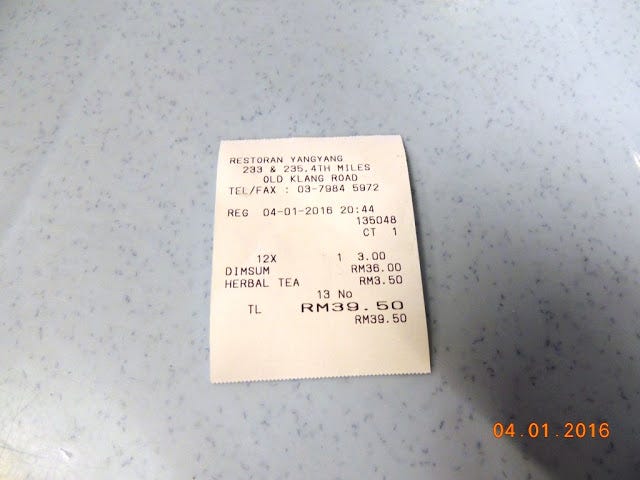 RESTORAN YANGYANG
233 & 235,4TH MILES
OLD KLANG ROAD
TEL/FAX : 03-7984 5972
REG 04-01-2016 20:44
135048
CT 1
12X 1 3.00
DIMSUM RM36.00
HERBAL TEA RM3.50
13 No
TL RM39.50
RM39.50
04.01.2016